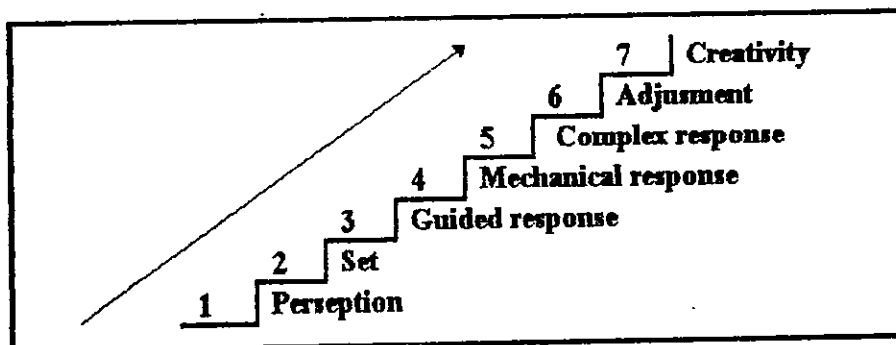 7 Creativity
6 Adjusment
5 Complex response
4 Mechanical response
3 Guided response
2 Set
1 Perseption